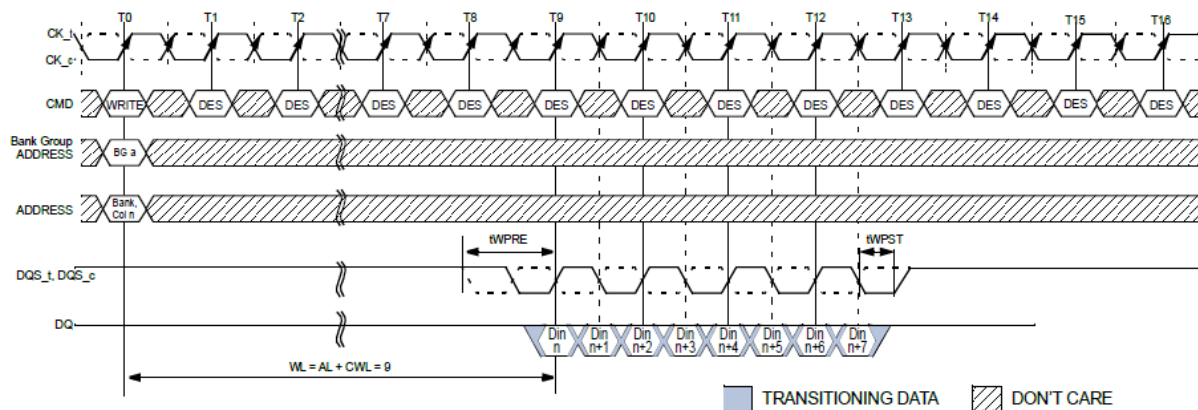 T0 T1 T2 T7 T8 T9 T10 T11 T12 T13 T14 T15 T16
CK_t
CK_c
CMD WRITE DES DES DES DES DES DES DES DES DES DES DES DES
Bank Group
ADDRESS
BG a
ADDRESS
Bank,
Col n
tWPRE tWPST
DQS_t, DQS_c
DQ
Din
n
Din
n+1
Din
n+2
Din
n+3
Din
n+4
Din
n+5
Din
n+6
Din
n+7
WL = AL + CWL = 9
TRANSITIONING DATA DON'T CARE